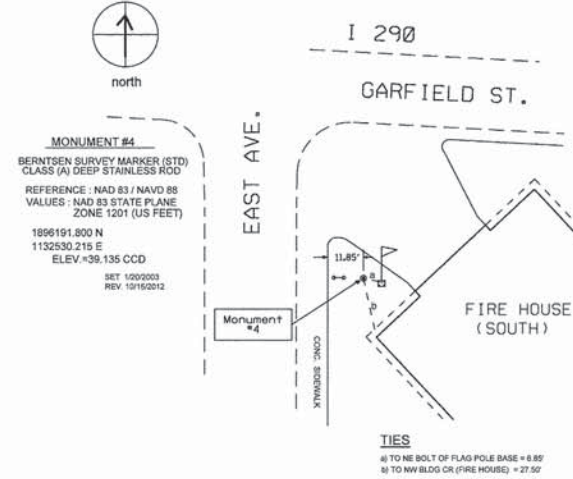 I 290
north
GARFIELD ST.
EAST AVE.
MONUMENT #4
BERNTSEN SURVEY MARKER (STD)
CLASS (A) DEEP STAINLESS ROD
REFERENCE : NAD 83 / NAVD 88
VALUES : NAD 83 STATE PLANE
ZONE 1201 (US FEET)
1896191.800 N
1132530.215 E
ELEV.=39.135 CCD
SET 1/20/2003
REV. 10/16/2012
11.85'
a
b
Monument
#4
CONC. SIDEWALK
FIRE HOUSE
(SOUTH)
TIES
a) TO NE BOLT OF FLAG POLE BASE = 6.85'
b) TO NW BLDG CR (FIRE HOUSE) = 27.50'